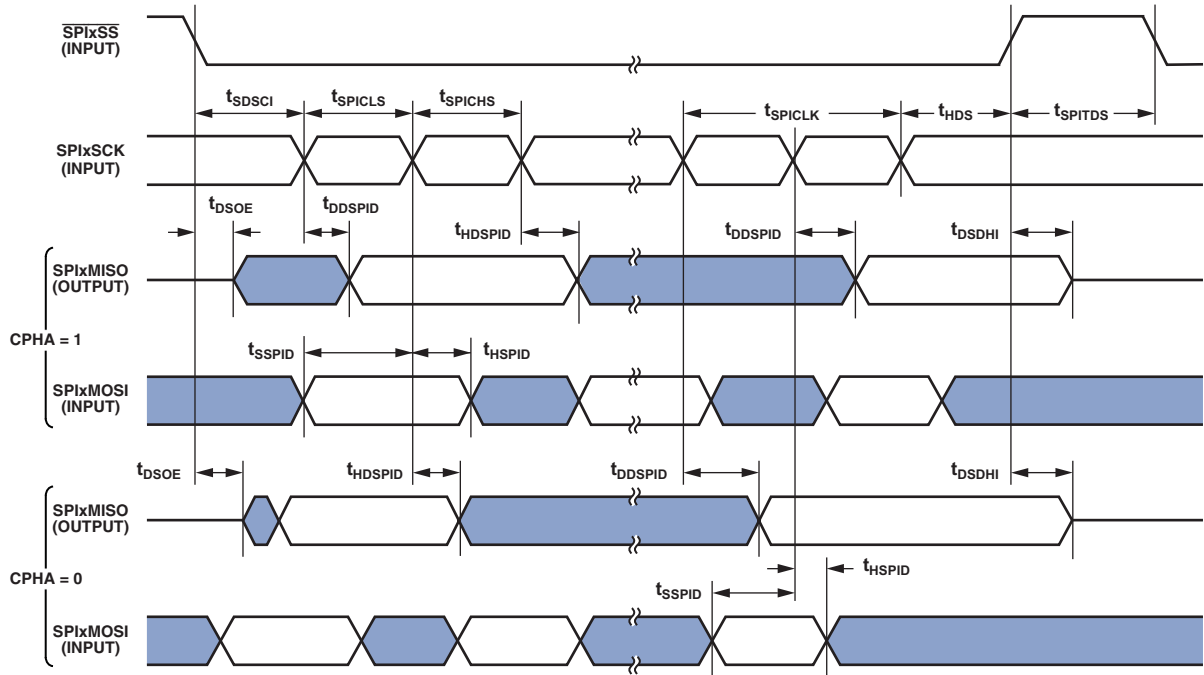 SPIxSS
(INPUT)
tSDSCI tSPICLS tSPICHS tSPICLK tHDS tSPITDS
SPIxSCK
(INPUT)
tDSOE tDDSPID tHDSPID tDDSPID tDSDHI
SPIxMISO
(OUTPUT)
CPHA = 1
tSSPID tHSPID
SPIxMOSI
(INPUT)
tDSOE tHDSPID tDDSPID tDSDHI
SPIxMISO
(OUTPUT)
CPHA = 0
tSSPID tHSPID
SPIxMOSI
(INPUT)